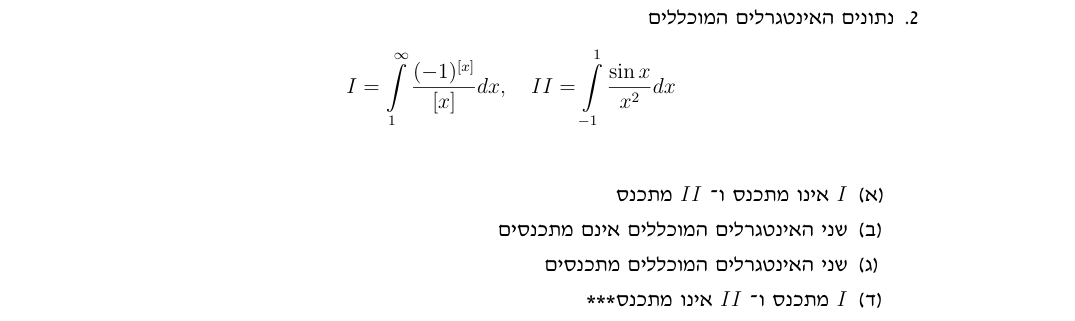 2. נתונים האינטגרלים המוכללים
I = ∫₁^∞ (−1)^[x] / [x] dx, II = ∫₋₁^1 sin x / x² dx
(א) I אינו מתכנס ו־ II מתכנס
(ב) שני האינטגרלים המוכללים אינם מתכנסים
(ג) שני האינטגרלים המוכללים מתכנסים
(ד) I מתכנס ו־ II אינו מתכנס***